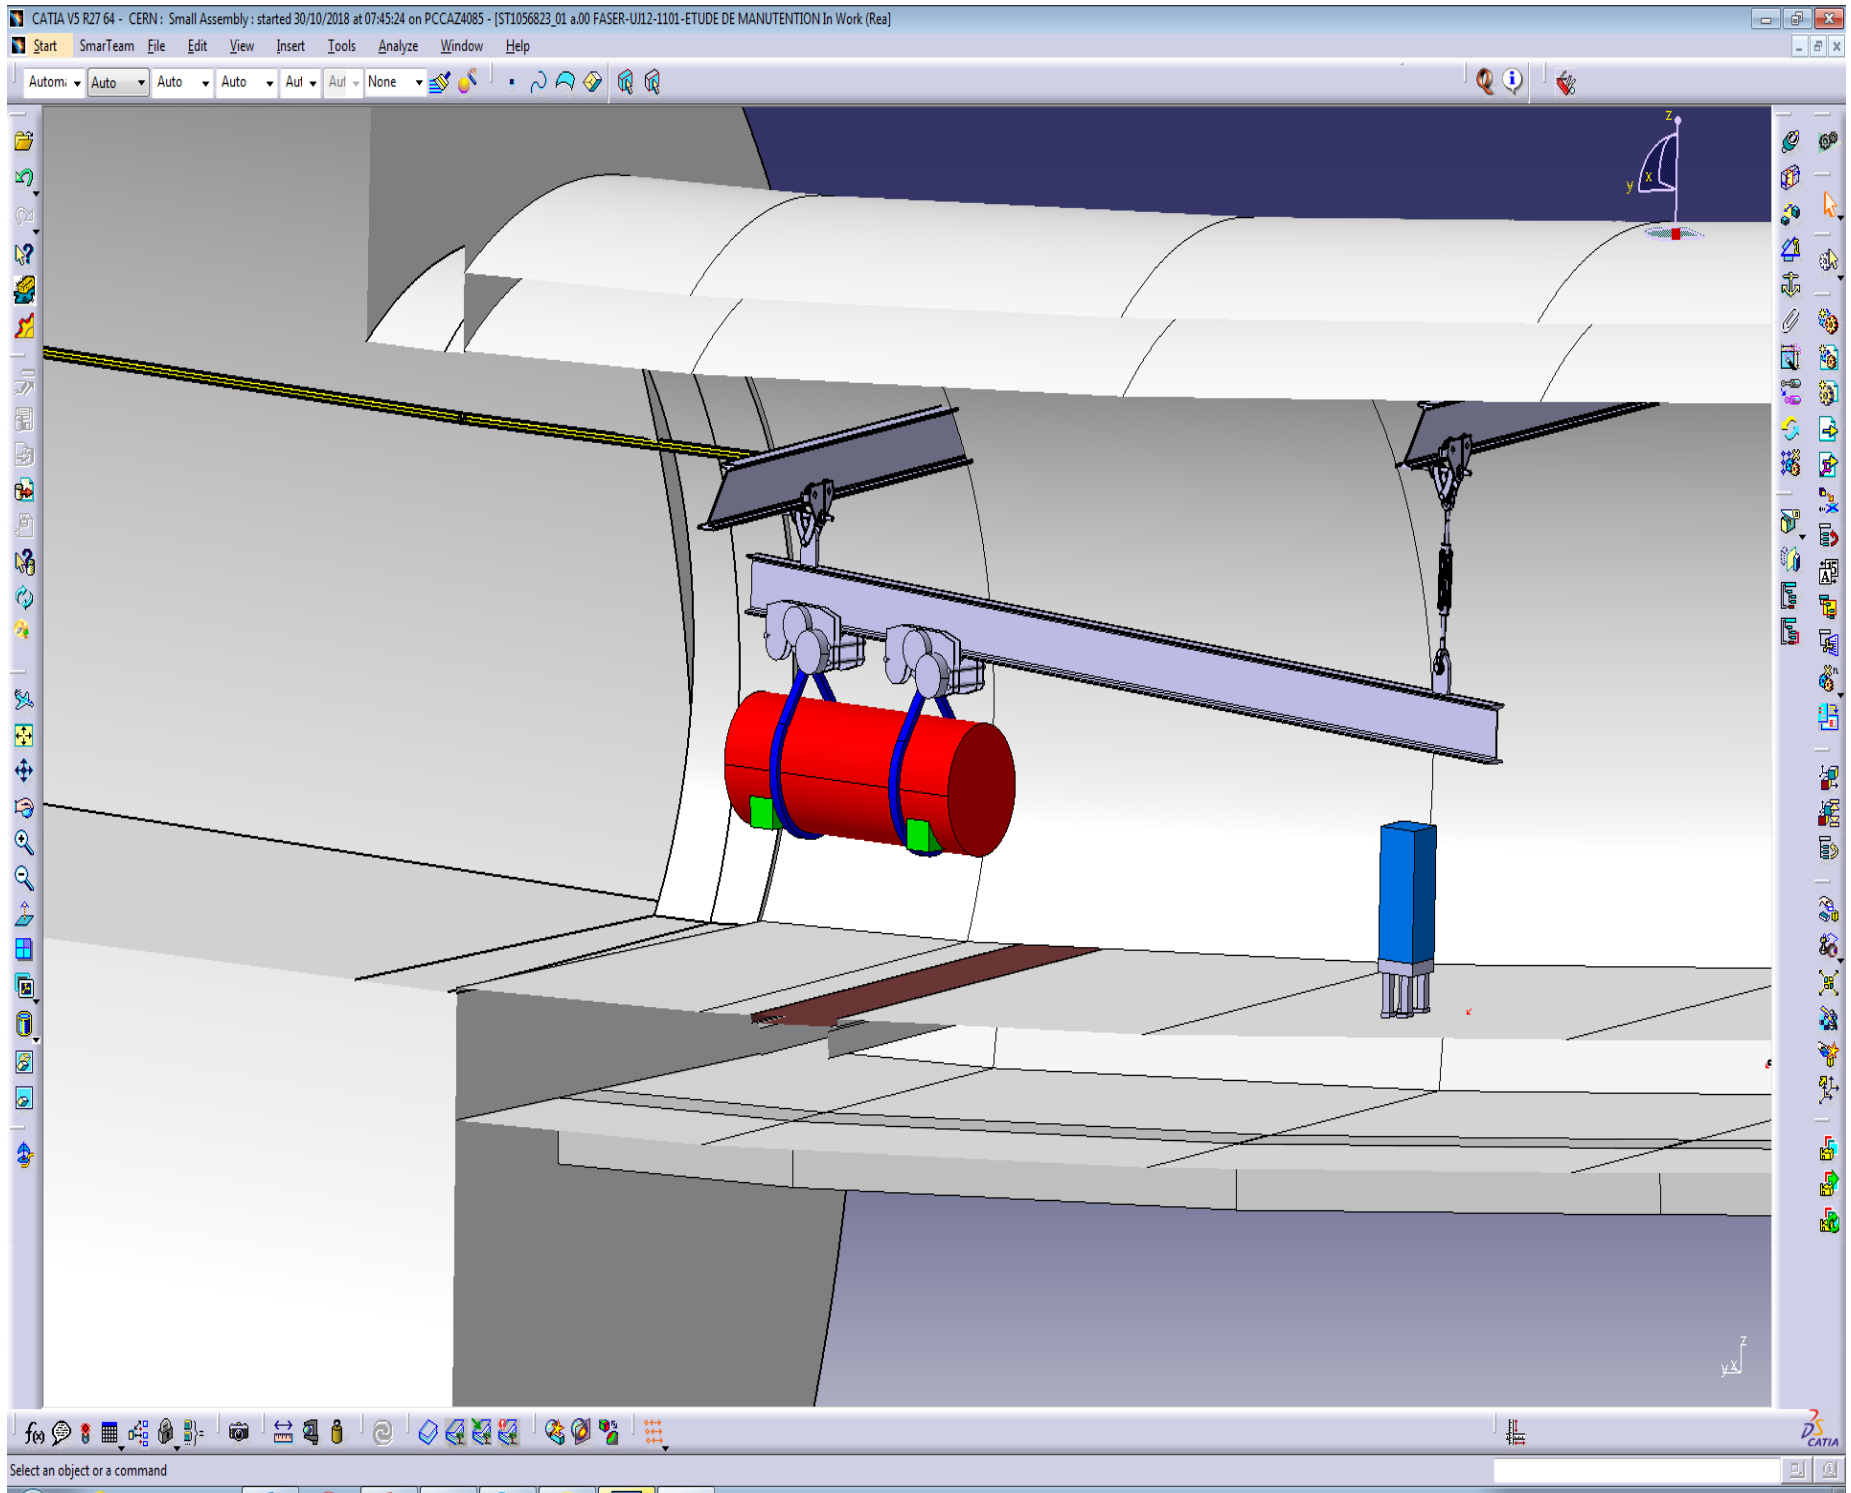 CATIA V5 R27 64 - CERN : Small Assembly : started 30/10/2018 at 07:45:24 on PCCAZ4085 - [ST1056823_01 a.00 FASER-UJ12-1101-ETUDE DE MANUTENTION In Work (Rea]
Start SmarTeam File Edit View Insert Tools Analyze Window Help
Auto Auto Auto Aut Aut None
z
y x
z
y x
f(x)
CATIA
Select an object or a command